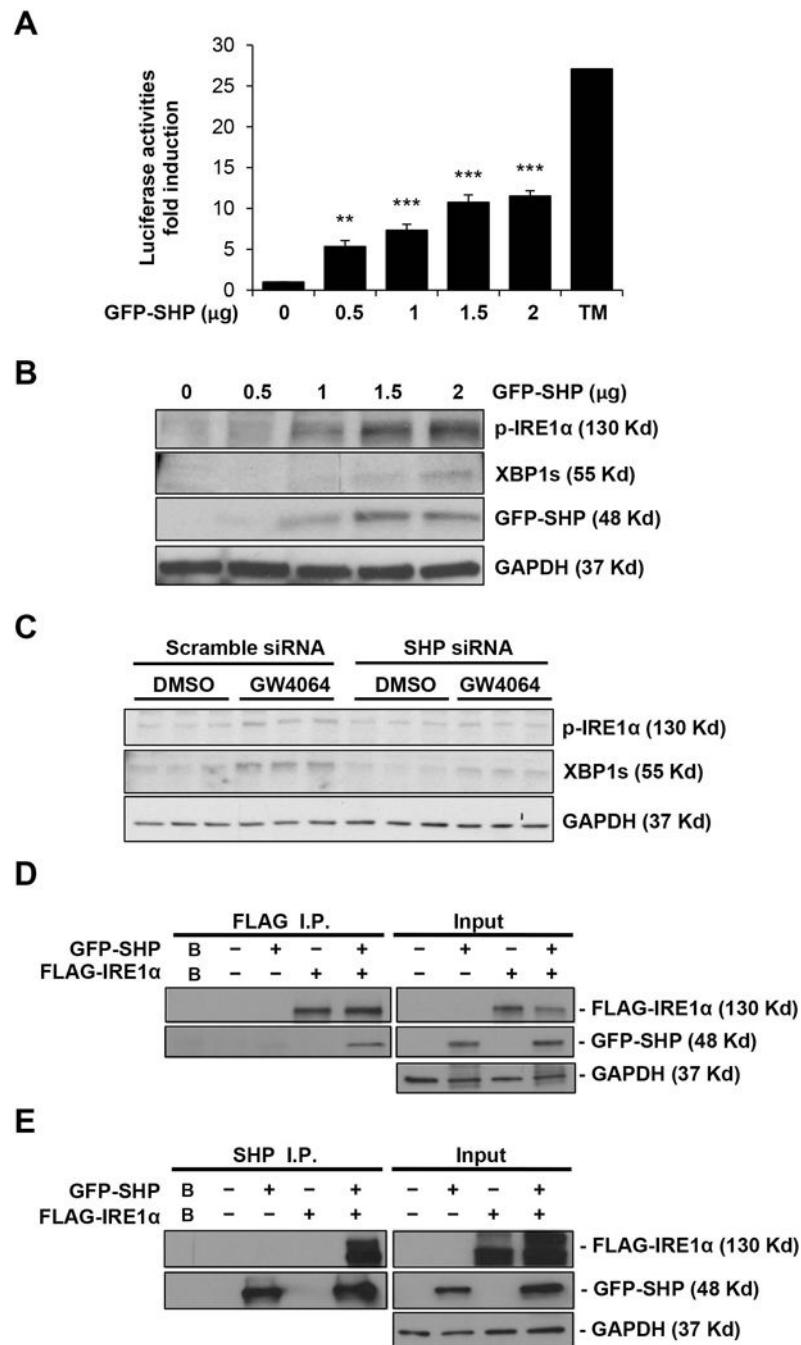 A
Luciferase activities
fold induction
30
25
20
15
10
5
0
**
***
***
***
GFP-SHP (μg)
0 0.5 1 1.5 2 TM
B
0 0.5 1 1.5 2 GFP-SHP (μg)
p-IRE1α (130 Kd)
XBP1s (55 Kd)
GFP-SHP (48 Kd)
GAPDH (37 Kd)
C
Scramble siRNA SHP siRNA
DMSO GW4064 DMSO GW4064
p-IRE1α (130 Kd)
XBP1s (55 Kd)
GAPDH (37 Kd)
D
FLAG I.P. Input
GFP-SHP B − + − + − + − +
FLAG-IRE1α B − − + + − − + +
- FLAG-IRE1α (130 Kd)
- GFP-SHP (48 Kd)
- GAPDH (37 Kd)
E
SHP I.P. Input
GFP-SHP B − + − + − + − +
FLAG-IRE1α B − − + + − − + +
- FLAG-IRE1α (130 Kd)
- GFP-SHP (48 Kd)
- GAPDH (37 Kd)